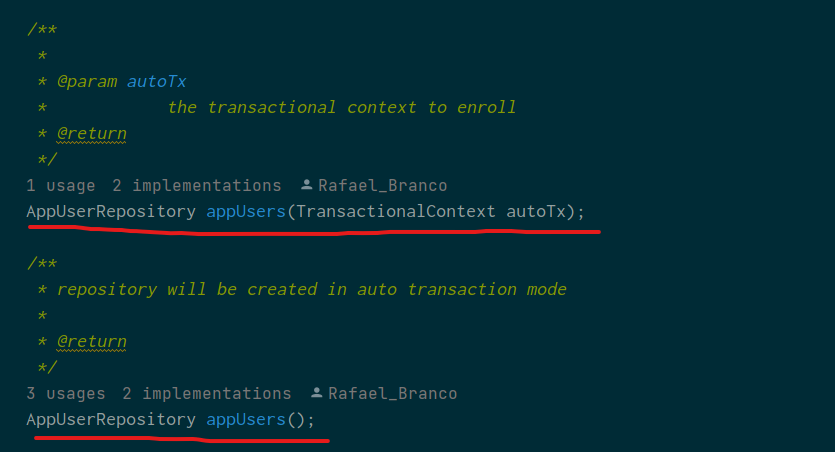 /**
*
* @param autoTx
* the transactional context to enroll
* @return
*/
1 usage 2 implementations Rafael_Branco
AppUserRepository appUsers(TransactionalContext autoTx);
/**
* repository will be created in auto transaction mode
*
* @return
*/
3 usages 2 implementations Rafael_Branco
AppUserRepository appUsers();